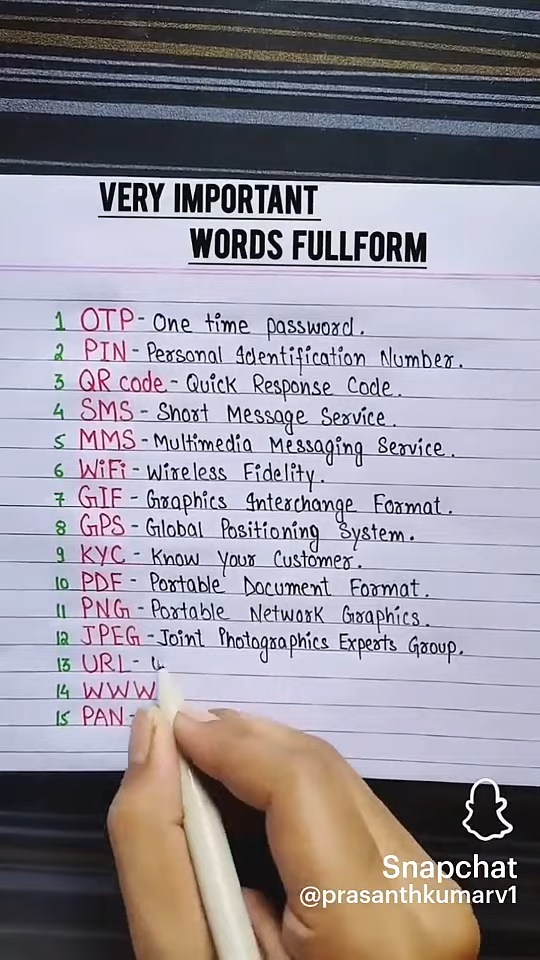 VERY IMPORTANT
WORDS FULLFORM
1 OTP - One time password.
2 PIN - Personal Identification Number.
3 QR code - Quick Response Code.
4 SMS - Short Message Service.
5 MMS - Multimedia Messaging Service.
6 WiFi - Wireless Fidelity.
7 GIF - Graphics Interchange Format.
8 GPS - Global Positioning System.
9 KYC - Know Your Customer.
10 PDF - Portable Document Format.
11 PNG - Portable Network Graphics.
12 JPEG - Joint Photographics Experts Group.
13 URL - u
14 WWW
15 PAN -
Snapchat
@prasanthkumarv1